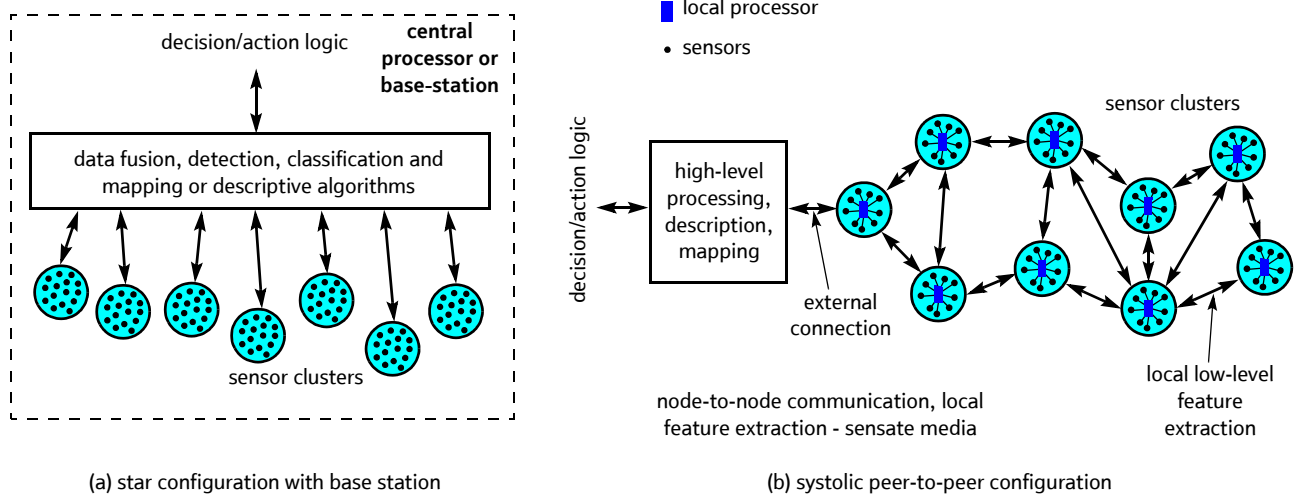 decision/action logic
central
processor or
base-station
data fusion, detection, classification and
mapping or descriptive algorithms
sensor clusters
(a) star configuration with base station
local processor
sensors
sensor clusters
decision/action logic
high-level
processing,
description,
mapping
external
connection
local low-level
feature
extraction
node-to-node communication, local
feature extraction - sensate media
(b) systolic peer-to-peer configuration